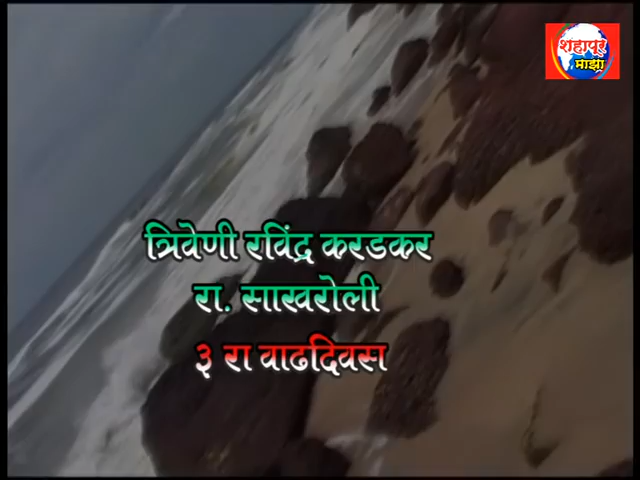 शहापूर
माझा
त्रिवेणी रविंद्र करडकर
रा. साखरोली
३ रा वाढदिवस